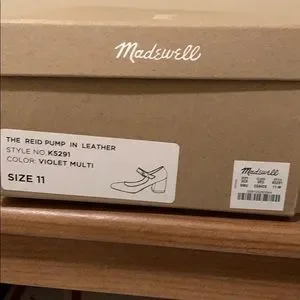 Madewell
THE REID PUMP IN LEATHER
STYLE NO. K5291
COLOR: VIOLET MULTI
SIZE 11
Madewell